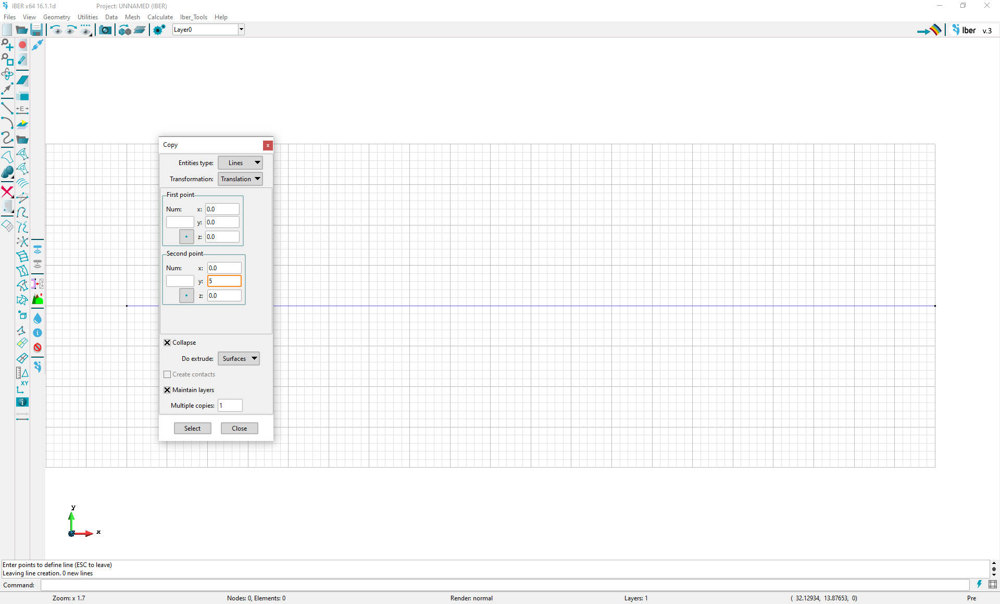 IBER x64 16.1.1d
Project: UNNAMED (IBER)
Files View Geometry Utilities Data Mesh Calculate Iber_Tools Help
Layer0
Iber v.3
E
Copy
x
Entities type: Lines
Transformation: Translation
First point
Num: x: 0.0
y: 0.0
z: 0.0
Second point
Num: x: 0.0
y: 5
z: 0.0
Collapse
Do extrude: Surfaces
Create contacts
Maintain layers
Multiple copies: 1
Select Close
XY
y
z x
Enter points to define line (ESC to leave)
Leaving line creation. 0 new lines
Command:
Zoom: x 1.7 Nodes: 0, Elements: 0 Render: normal Layers: 1 ( 32.12934, 13.87653, 0) Pre